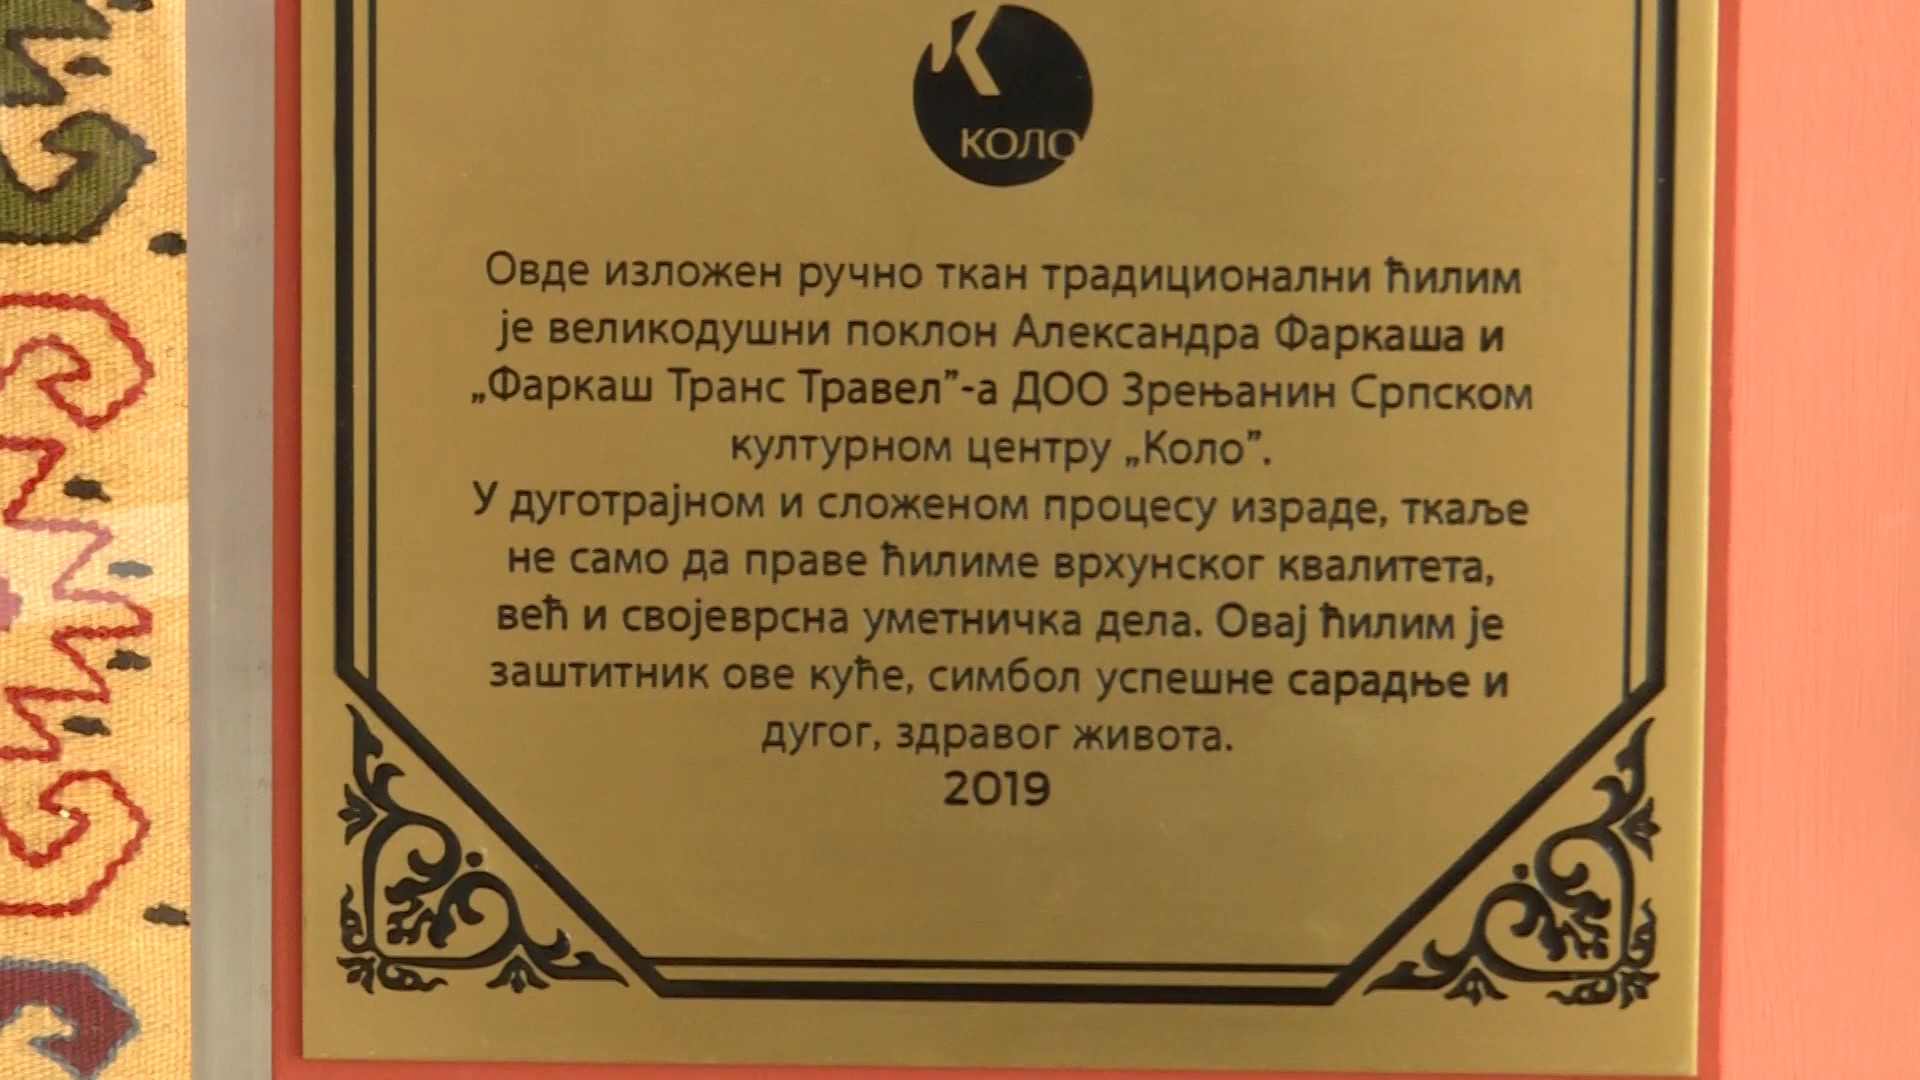 К
КОЛО
Овде изложен ручно ткан традиционални ћилим
је великодушни поклон Александра Фаркаша и
„Фаркаш Транс Травел”-а ДОО Зрењанин Српском
културном центру „Коло”.
У дуготрајном и сложеном процесу израде, ткаље
не само да праве ћилиме врхунског квалитета,
већ и својеврсна уметничка дела. Овај ћилим је
заштитник ове куће, симбол успешне сарадње и
дугог, здравог живота.
2019